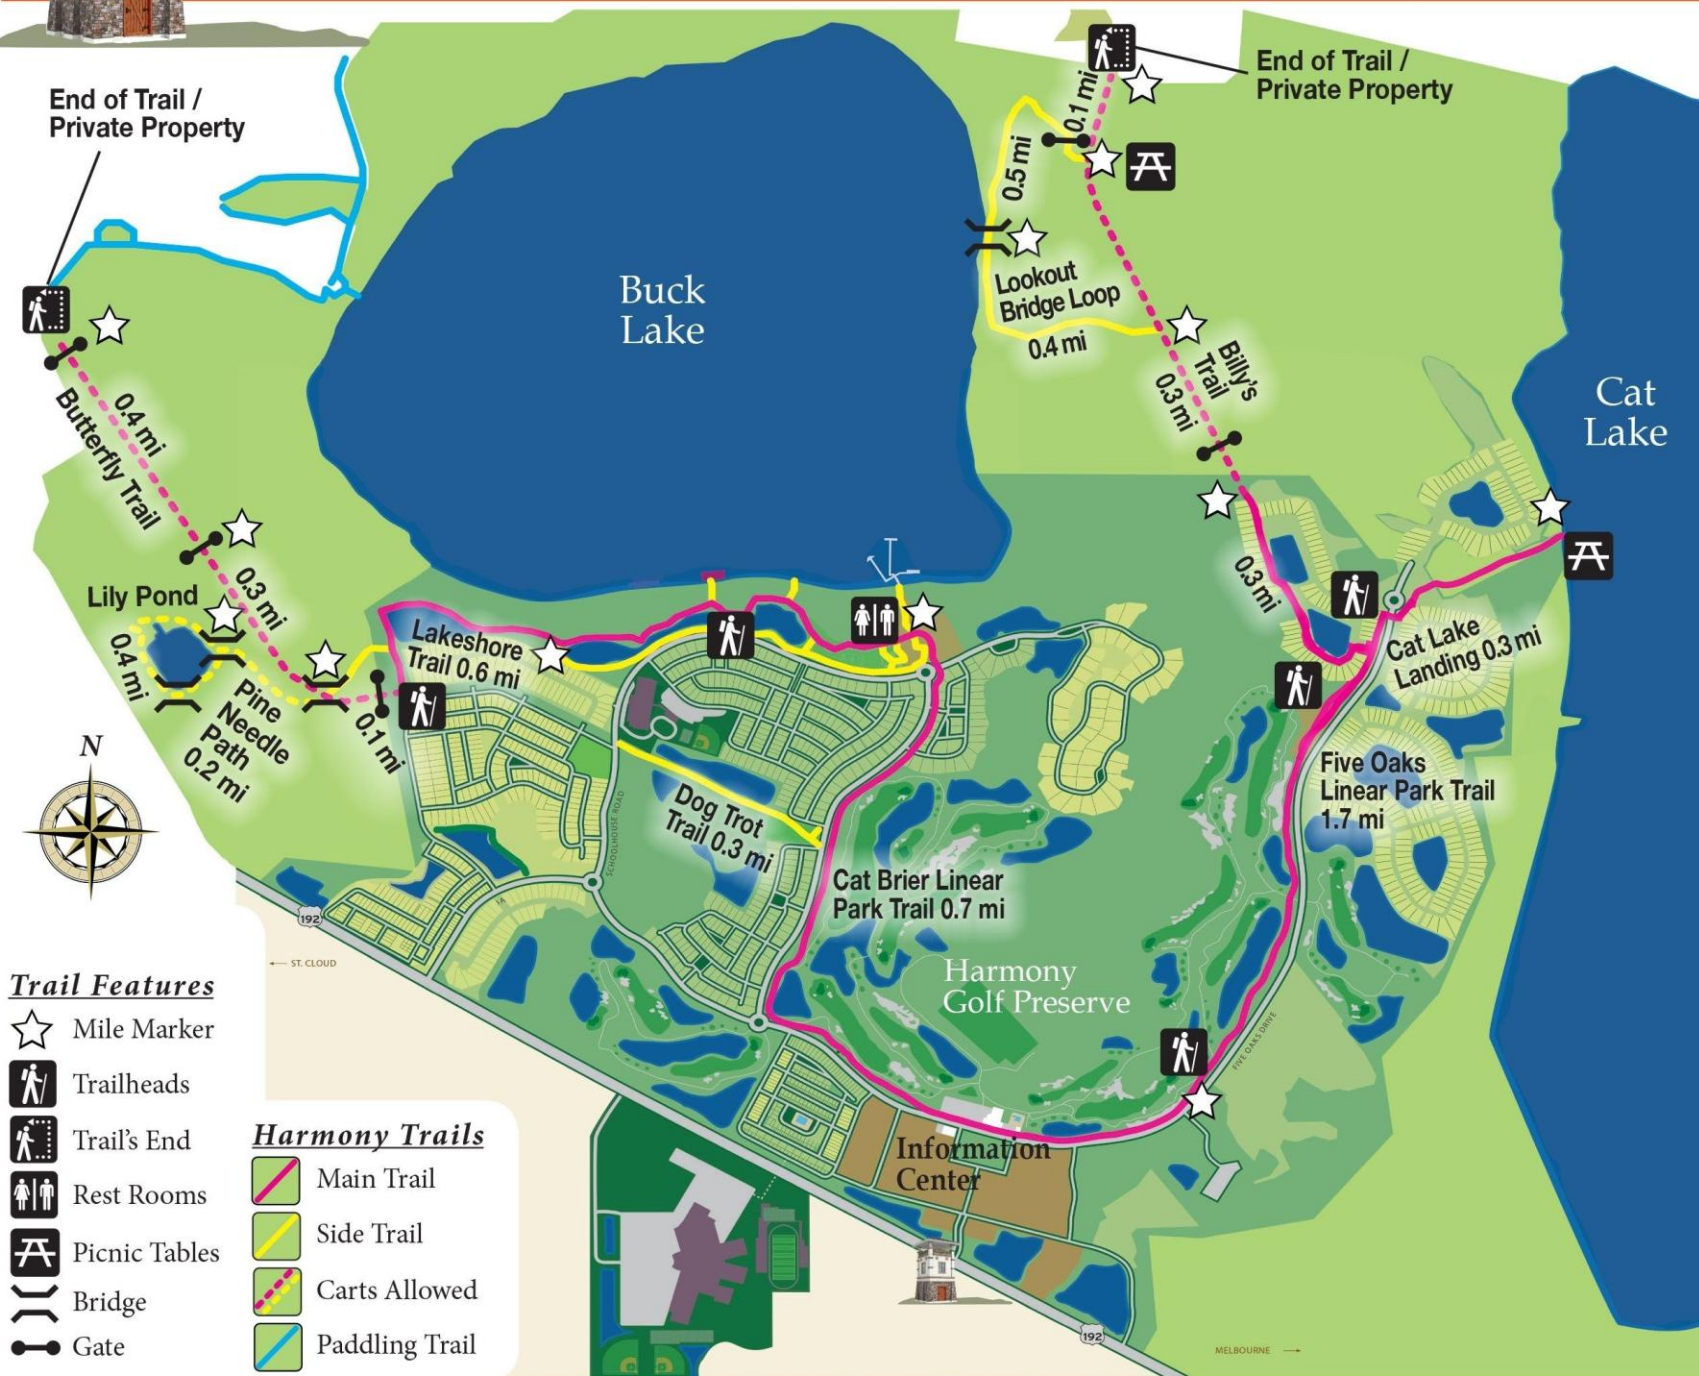 End of Trail /
Private Property
End of Trail /
Private Property
0.1 mi
0.5 mi
Buck
Lake
Lookout
Bridge Loop
0.4 mi
Billy's
Trail
0.3 mi
Cat
Lake
0.4 mi
Butterfly Trail
0.3 mi
Lily Pond
0.4 mi
Pine
Needle
Path
0.2 mi
0.1 mi
Lakeshore
Trail 0.6 mi
0.3 mi
Cat Lake
Landing 0.3 mi
N
Five Oaks
Linear Park Trail
1.7 mi
Dog Trot
Trail 0.3 mi
SCHOOLHOUSE ROAD
Cat Brier Linear
Park Trail 0.7 mi
192
ST. CLOUD
Harmony
Golf Preserve
FIVE OAKS DRIVE
Information
Center
192
MELBOURNE
Trail Features
Mile Marker
Trailheads
Trail's End
Rest Rooms
Picnic Tables
Bridge
Gate
Harmony Trails
Main Trail
Side Trail
Carts Allowed
Paddling Trail